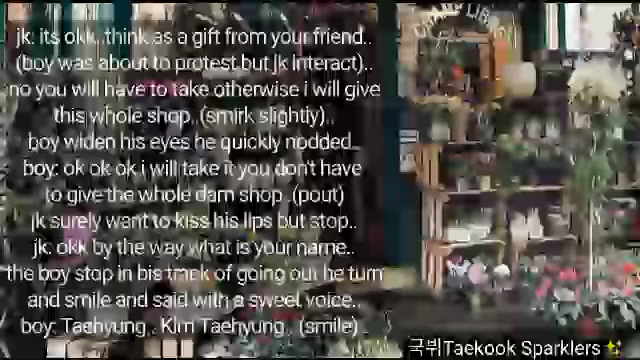 jk: its okk..think as a gift from your friend..
(boy was about to protest but jk interact)..
no you will have to take otherwise i will give
this whole shop..(smirk slightly)..
boy widen his eyes he quickly nodded..
boy: ok ok ok i will take it you don't have
to give the whole dam shop..(pout)
jk surely want to kiss his lips but stop..
jk: okk by the way what is your name..
the boy stop in his track of going out he turn
and smile and said with a sweet voice..
boy: Taehyung.. Kim Taehyung.. (smile)
국뷔Taekook Sparklers✨